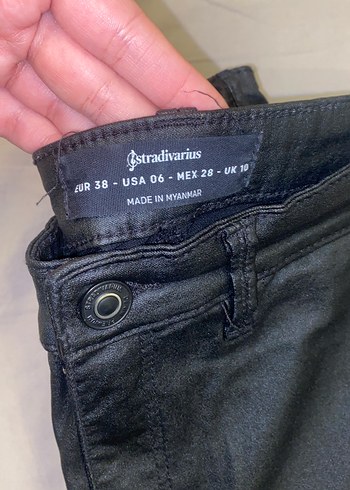 stradivarius
EUR 38 - USA 06 - MEX 28 - UK 10
MADE IN MYANMAR